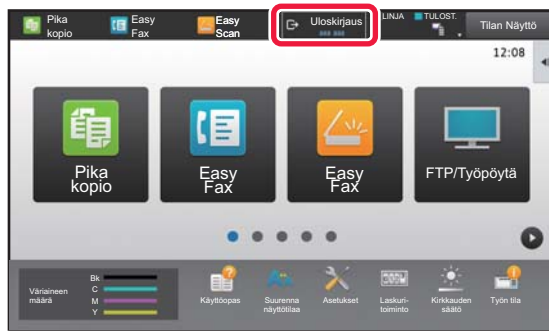 Pika
kopio
Easy
Fax
Easy
Scan
Uloskirjaus
LINJA
TULOST.
Tilan Näyttö
12:08
Pika
kopio
Easy
Fax
Easy
Fax
FTP/Työpöytä
Väriaineen
määrä
Bk
C
M
Y
Käyttöopas
Suurenna
näyttötilaa
Asetukset
Laskuri-
toiminto
Kirkkauden
säätö
Työn tila